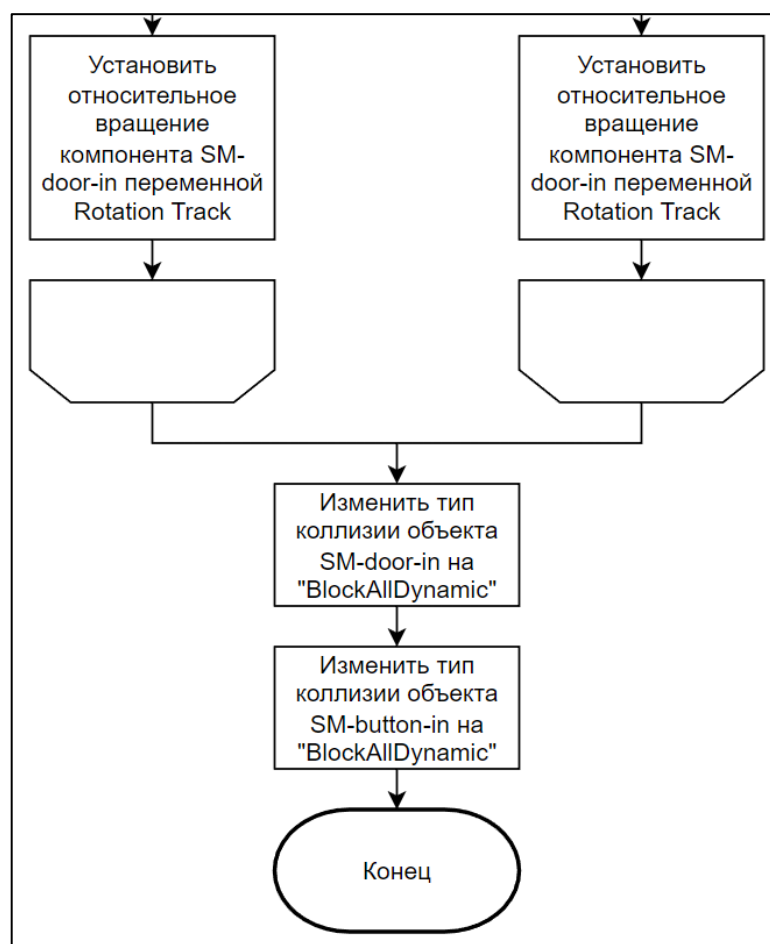 Установить
относительное
вращение
компонента SM-
door-in переменной
Rotation Track
Установить
относительное
вращение
компонента SM-
door-in переменной
Rotation Track
Изменить тип
коллизии объекта
SM-door-in на
"BlockAllDynamic"
Изменить тип
коллизии объекта
SM-button-in на
"BlockAllDynamic"
Конец